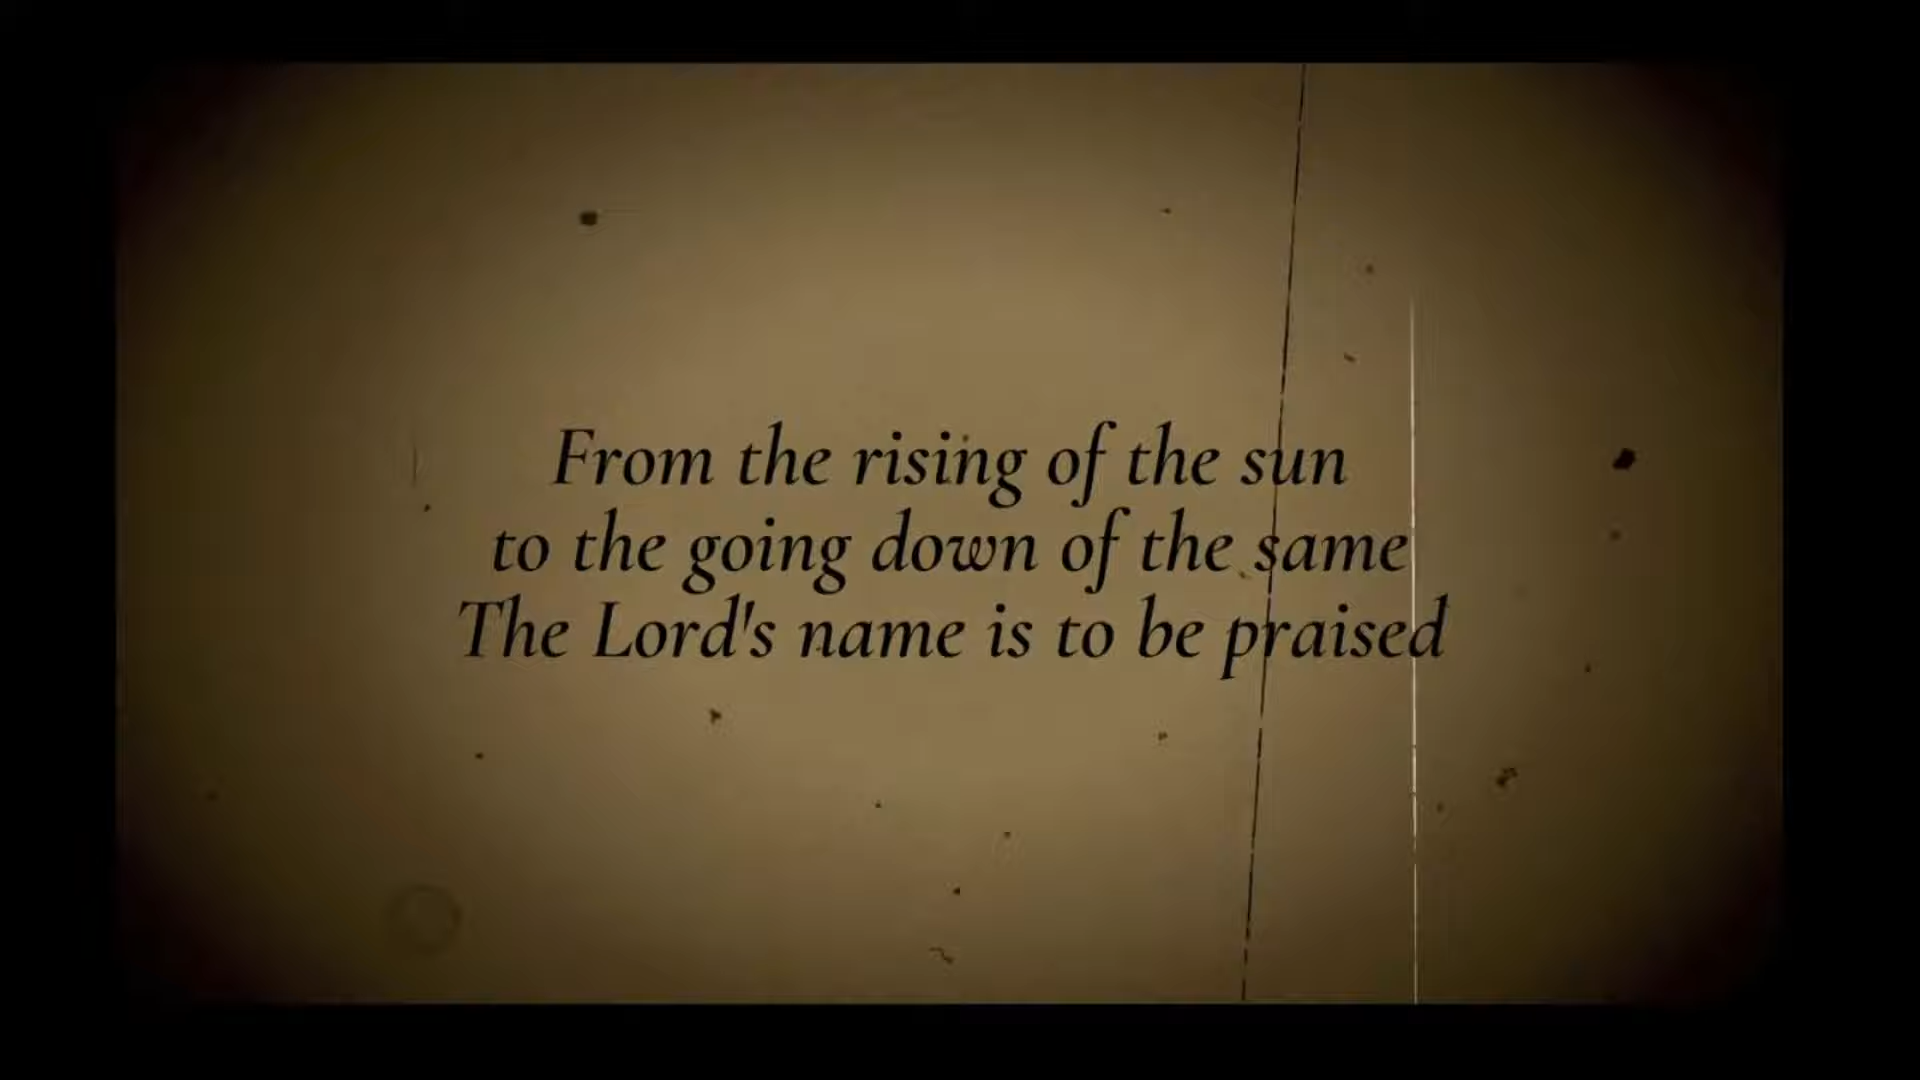 From the rising of the sun
to the going down of the same
The Lord's name is to be praised